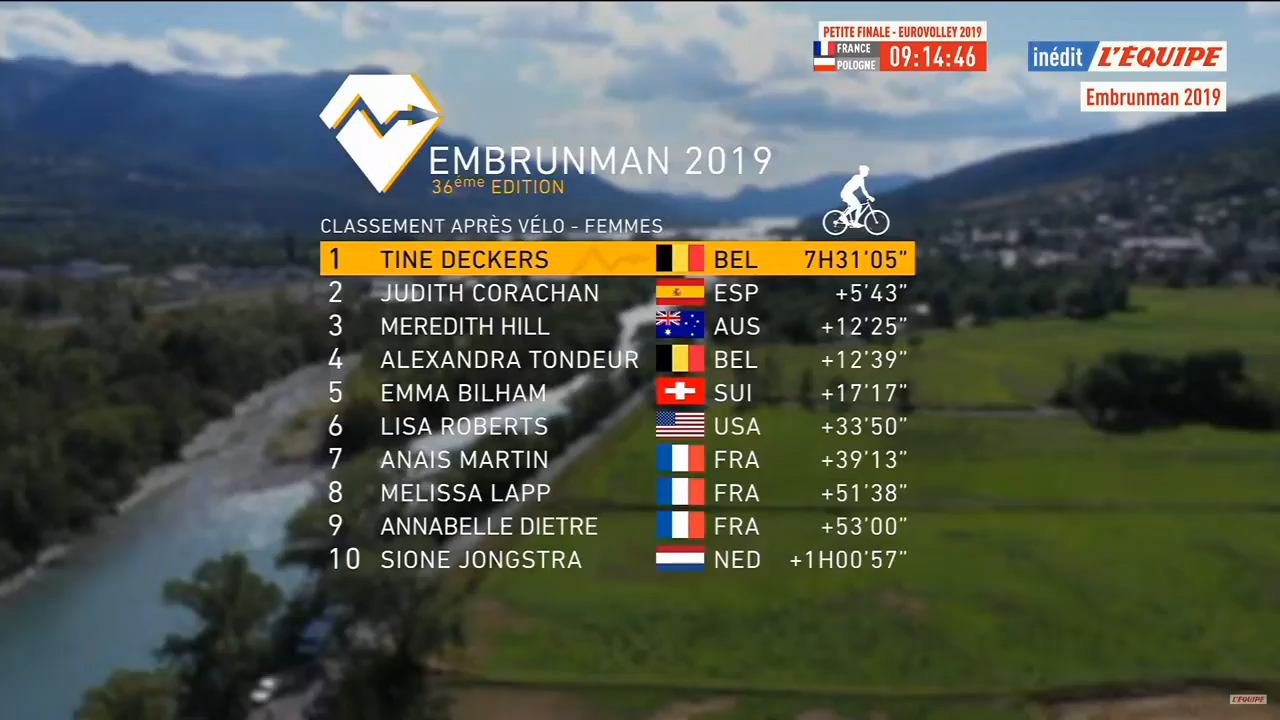 PETITE FINALE - EUROVOLLEY 2019
FRANCE
POLOGNE
09:14:46
inédit L'ÉQUIPE
Embrunman 2019
EMBRUNMAN 2019
36éme EDITION
CLASSEMENT APRÈS VÉLO - FEMMES
1 TINE DECKERS BEL 7H31'05"
2 JUDITH CORACHAN ESP +5'43"
3 MEREDITH HILL AUS +12'25"
4 ALEXANDRA TONDEUR BEL +12'39"
5 EMMA BILHAM SUI +17'17"
6 LISA ROBERTS USA +33'50"
7 ANAIS MARTIN FRA +39'13"
8 MELISSA LAPP FRA +51'38"
9 ANNABELLE DIETRE FRA +53'00"
10 SIONE JONGSTRA NED +1H00'57"
L'ÉQUIPE